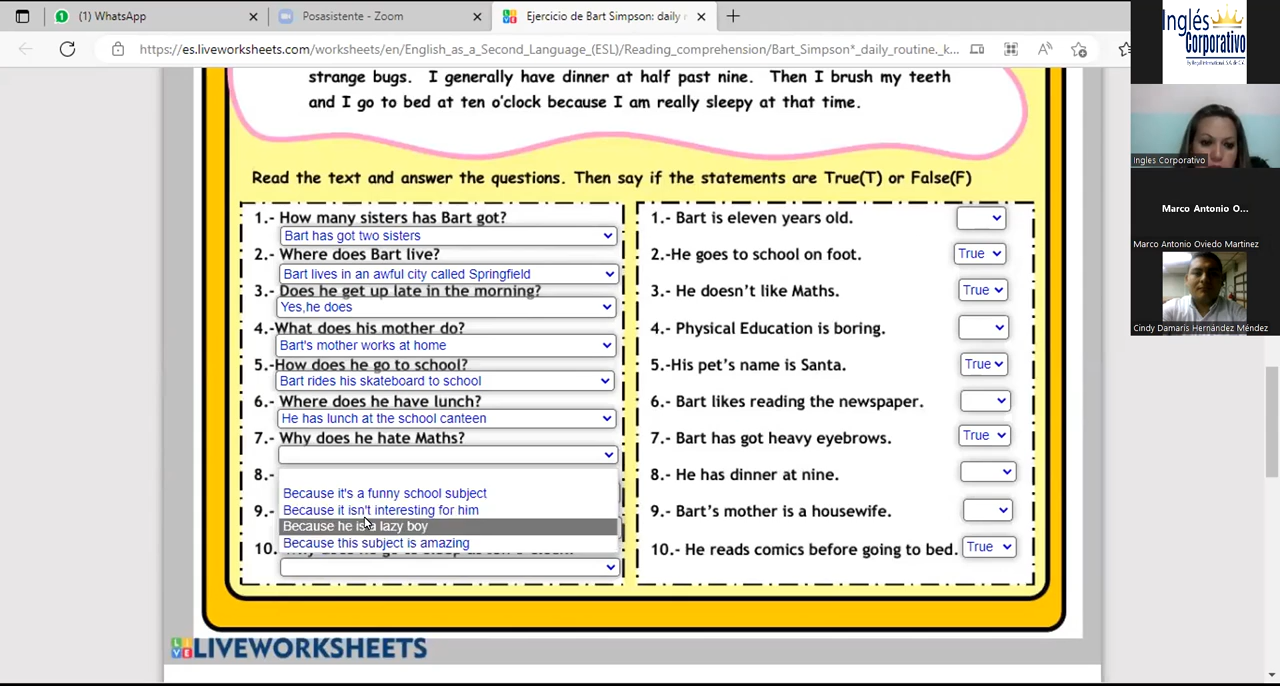 (1) WhatsApp
Posasistente - Zoom
Ejercicio de Bart Simpson: daily r
https://es.liveworksheets.com/worksheets/en/English_as_a_Second_Language_(ESL)/Reading_comprehension/Bart_Simpson*_daily_routine._k...
Inglés
Corporativo
Ingles Corporativo
Marco Antonio O...
Marco Antonio Oviedo Martinez
Cindy Damaris Hernández Méndez
strange bugs. I generally have dinner at half past nine. Then I brush my teeth
and I go to bed at ten o'clock because I am really sleepy at that time.
Read the text and answer the questions. Then say if the statements are True(T) or False(F)
1.- How many sisters has Bart got?
Bart has got two sisters
2.- Where does Bart live?
Bart lives in an awful city called Springfield
3.- Does he get up late in the morning?
Yes,he does
4.-What does his mother do?
Bart's mother works at home
5.-How does he go to school?
Bart rides his skateboard to school
6.- Where does he have lunch?
He has lunch at the school canteen
7.- Why does he hate Maths?
8.-
Because it's a funny school subject
9.-
Because it isn't interesting for him
Because he is a lazy boy
Because this subject is amazing
10.
1.- Bart is eleven years old.
2.-He goes to school on foot. True
3.- He doesn't like Maths. True
4.- Physical Education is boring.
5.-His pet's name is Santa. True
6.- Bart likes reading the newspaper.
7.- Bart has got heavy eyebrows. True
8.- He has dinner at nine.
9.- Bart's mother is a housewife.
10.- He reads comics before going to bed. True
LIVE LIVEWORKSHEETS